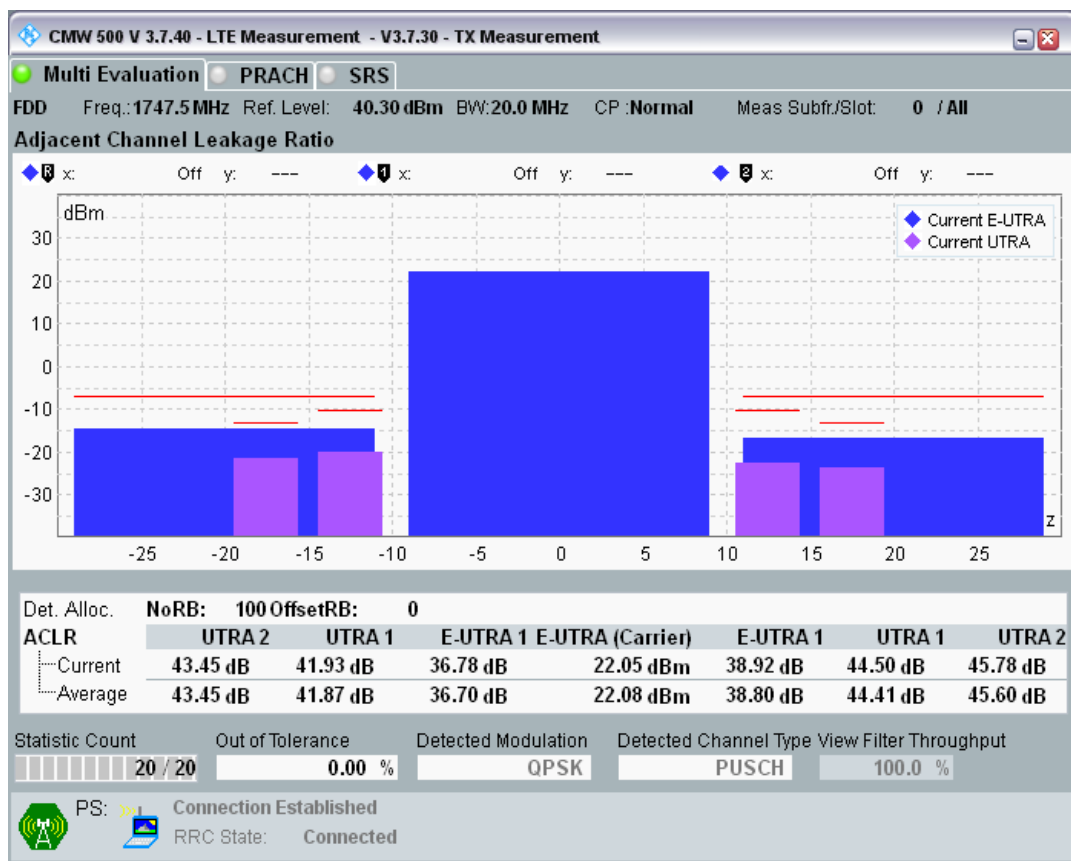 CMW 500 V 3.7.40 - LTE Measurement - V3.7.30 - TX Measurement
Multi Evaluation PRACH SRS
FDD Freq.:1747.5 MHz Ref. Level: 40.30 dBm BW:20.0 MHz CP :Normal Meas Subfr./Slot: 0 / All
Adjacent Channel Leakage Ratio
R x: Off y: --- 1 x: Off y: --- 2 x: Off y: ---
dBm
Current E-UTRA
Current UTRA
30
20
10
0
-10
-20
-30
z
-25 -20 -15 -10 -5 0 5 10 15 20 25
Det. Alloc. NoRB: 100 OffsetRB: 0
ACLR UTRA 2 UTRA 1 E-UTRA 1 E-UTRA (Carrier) E-UTRA 1 UTRA 1 UTRA 2
Current 43.45 dB 41.93 dB 36.78 dB 22.05 dBm 38.92 dB 44.50 dB 45.78 dB
Average 43.45 dB 41.87 dB 36.70 dB 22.08 dBm 38.80 dB 44.41 dB 45.60 dB
Statistic Count Out of Tolerance Detected Modulation Detected Channel Type View Filter Throughput
20 / 20 0.00 % QPSK PUSCH 100.0 %
PS: Connection Established
RRC State: Connected